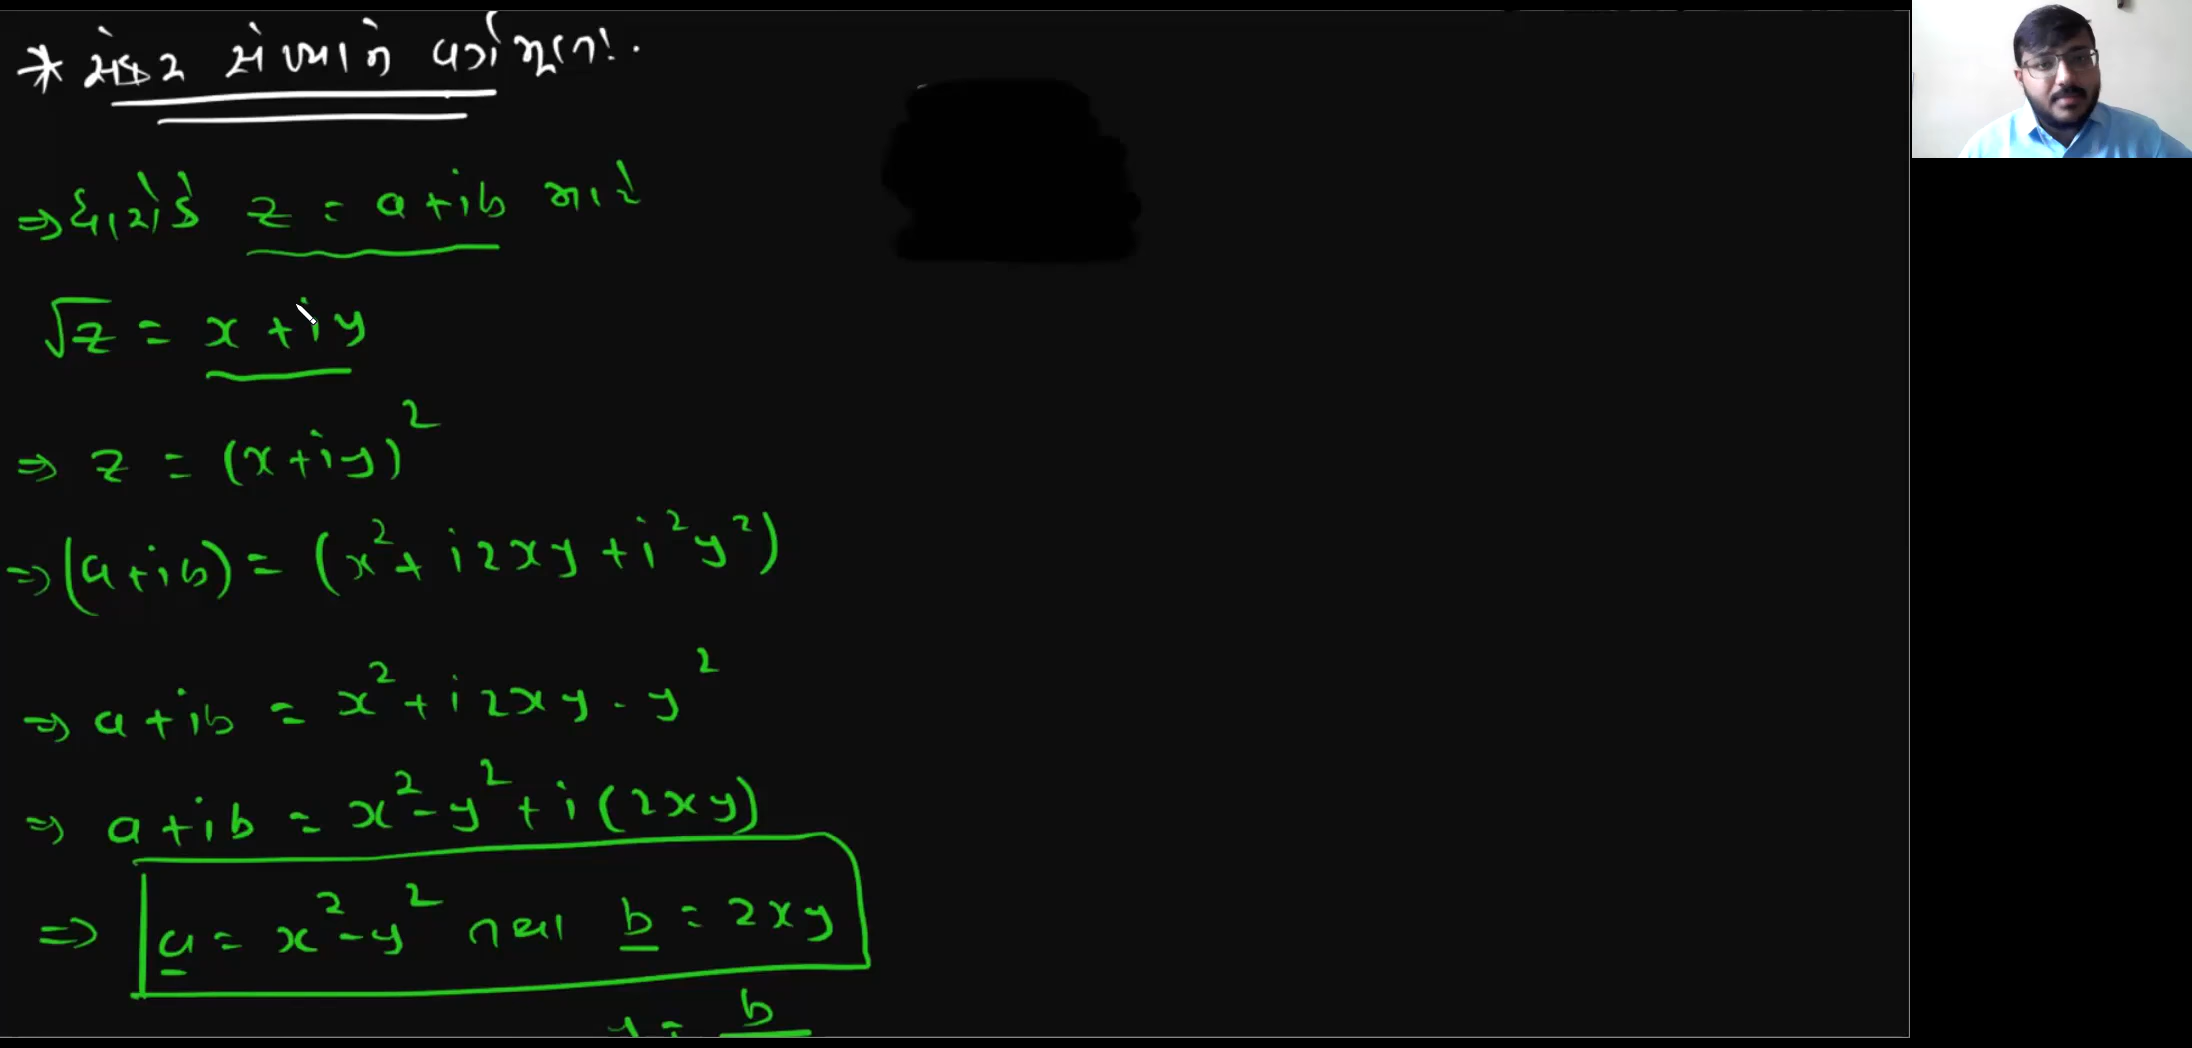 * સંકર સંખ્યાનું વર્ગમૂળ:
⇒ ધારોકે z = a + ib માટે
√z = x + iy
⇒ z = (x+iy)²
⇒ (a+ib) = (x² + i2xy + i²y²)
⇒ a + ib = x² + i2xy - y²
⇒ a + ib = x² - y² + i(2xy)
⇒ a = x² - y² તથા b = 2xy
y = b